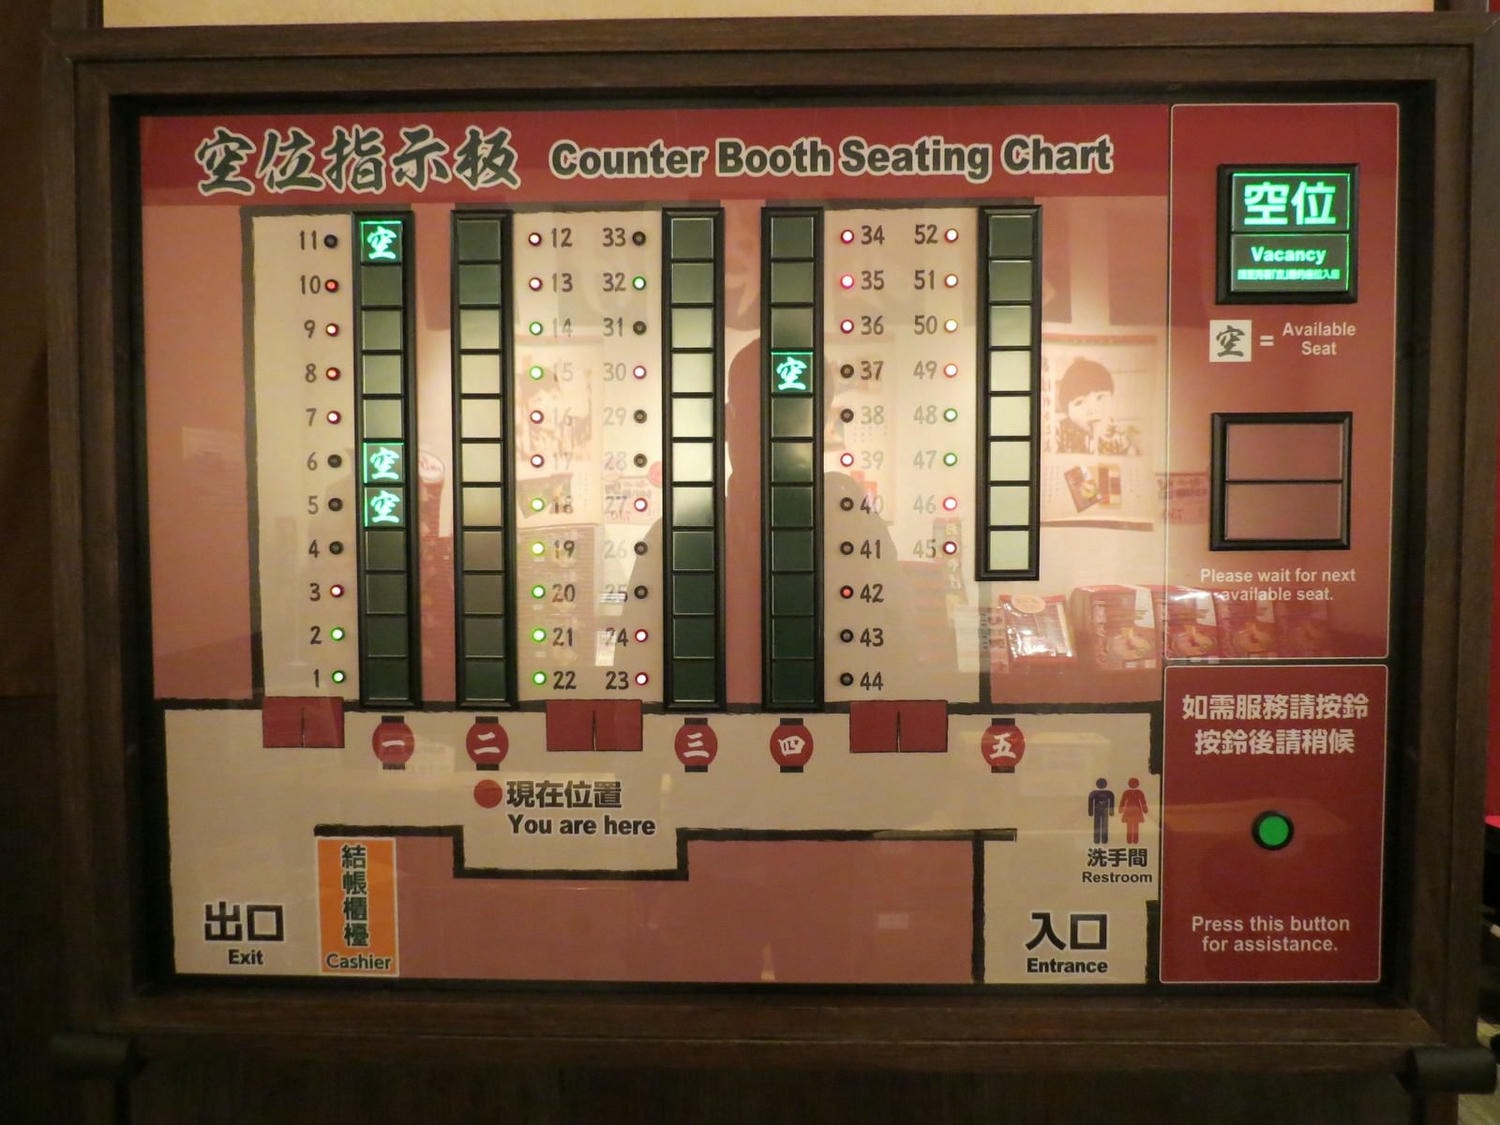 空位指示板 Counter Booth Seating Chart
空位
Vacancy
空 = Available
Seat
11 空 12 33 34 52
10 13 32 35 51
9 14 31 36 50
8 15 30 空 37 49
7 16 29 38 48
6 空 17 28 39 47
5 空 18 27 40 46
4 19 26 41 45
3 20 25 42
2 21 24 43
1 22 23 44
一 二 三 四 五
Please wait for next
available seat.
現在位置
You are here
結帳櫃檯
Cashier
出口
Exit
洗手間
Restroom
入口
Entrance
如需服務請按鈴
按鈴後請稍候
Press this button
for assistance.